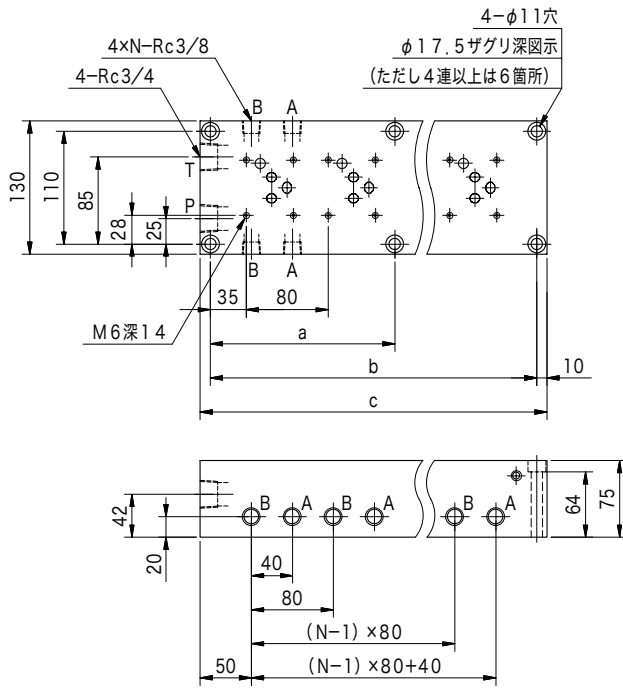 4-φ11穴
4×N-Rc3/8
φ17.5ザグリ深図示
4-Rc3/4
(ただし4連以上は6箇所)
B
A
T
P
130
110
85
28
25
B
A
35
80
M6深14
a
b
10
c
B
A
B
A
B
A
42
20
40
64
75
80
(N-1)×80
50
(N-1)×80+40